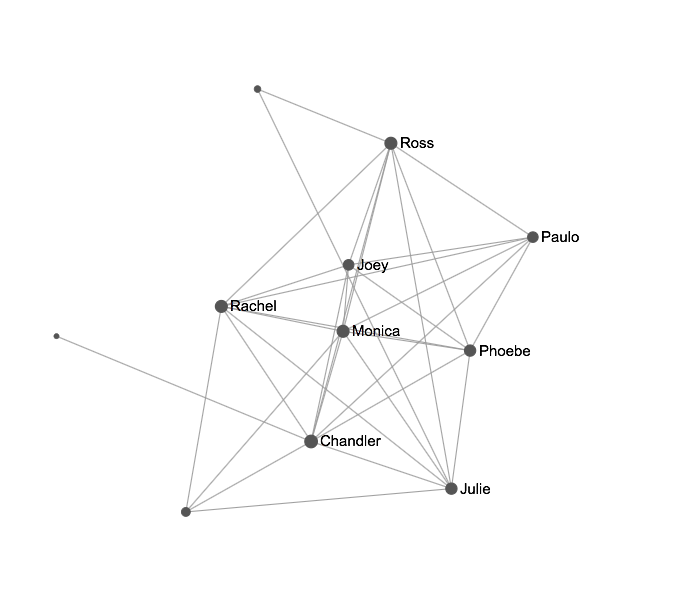 Ross
Paulo
Joey
Rachel
Monica
Phoebe
Chandler
Julie